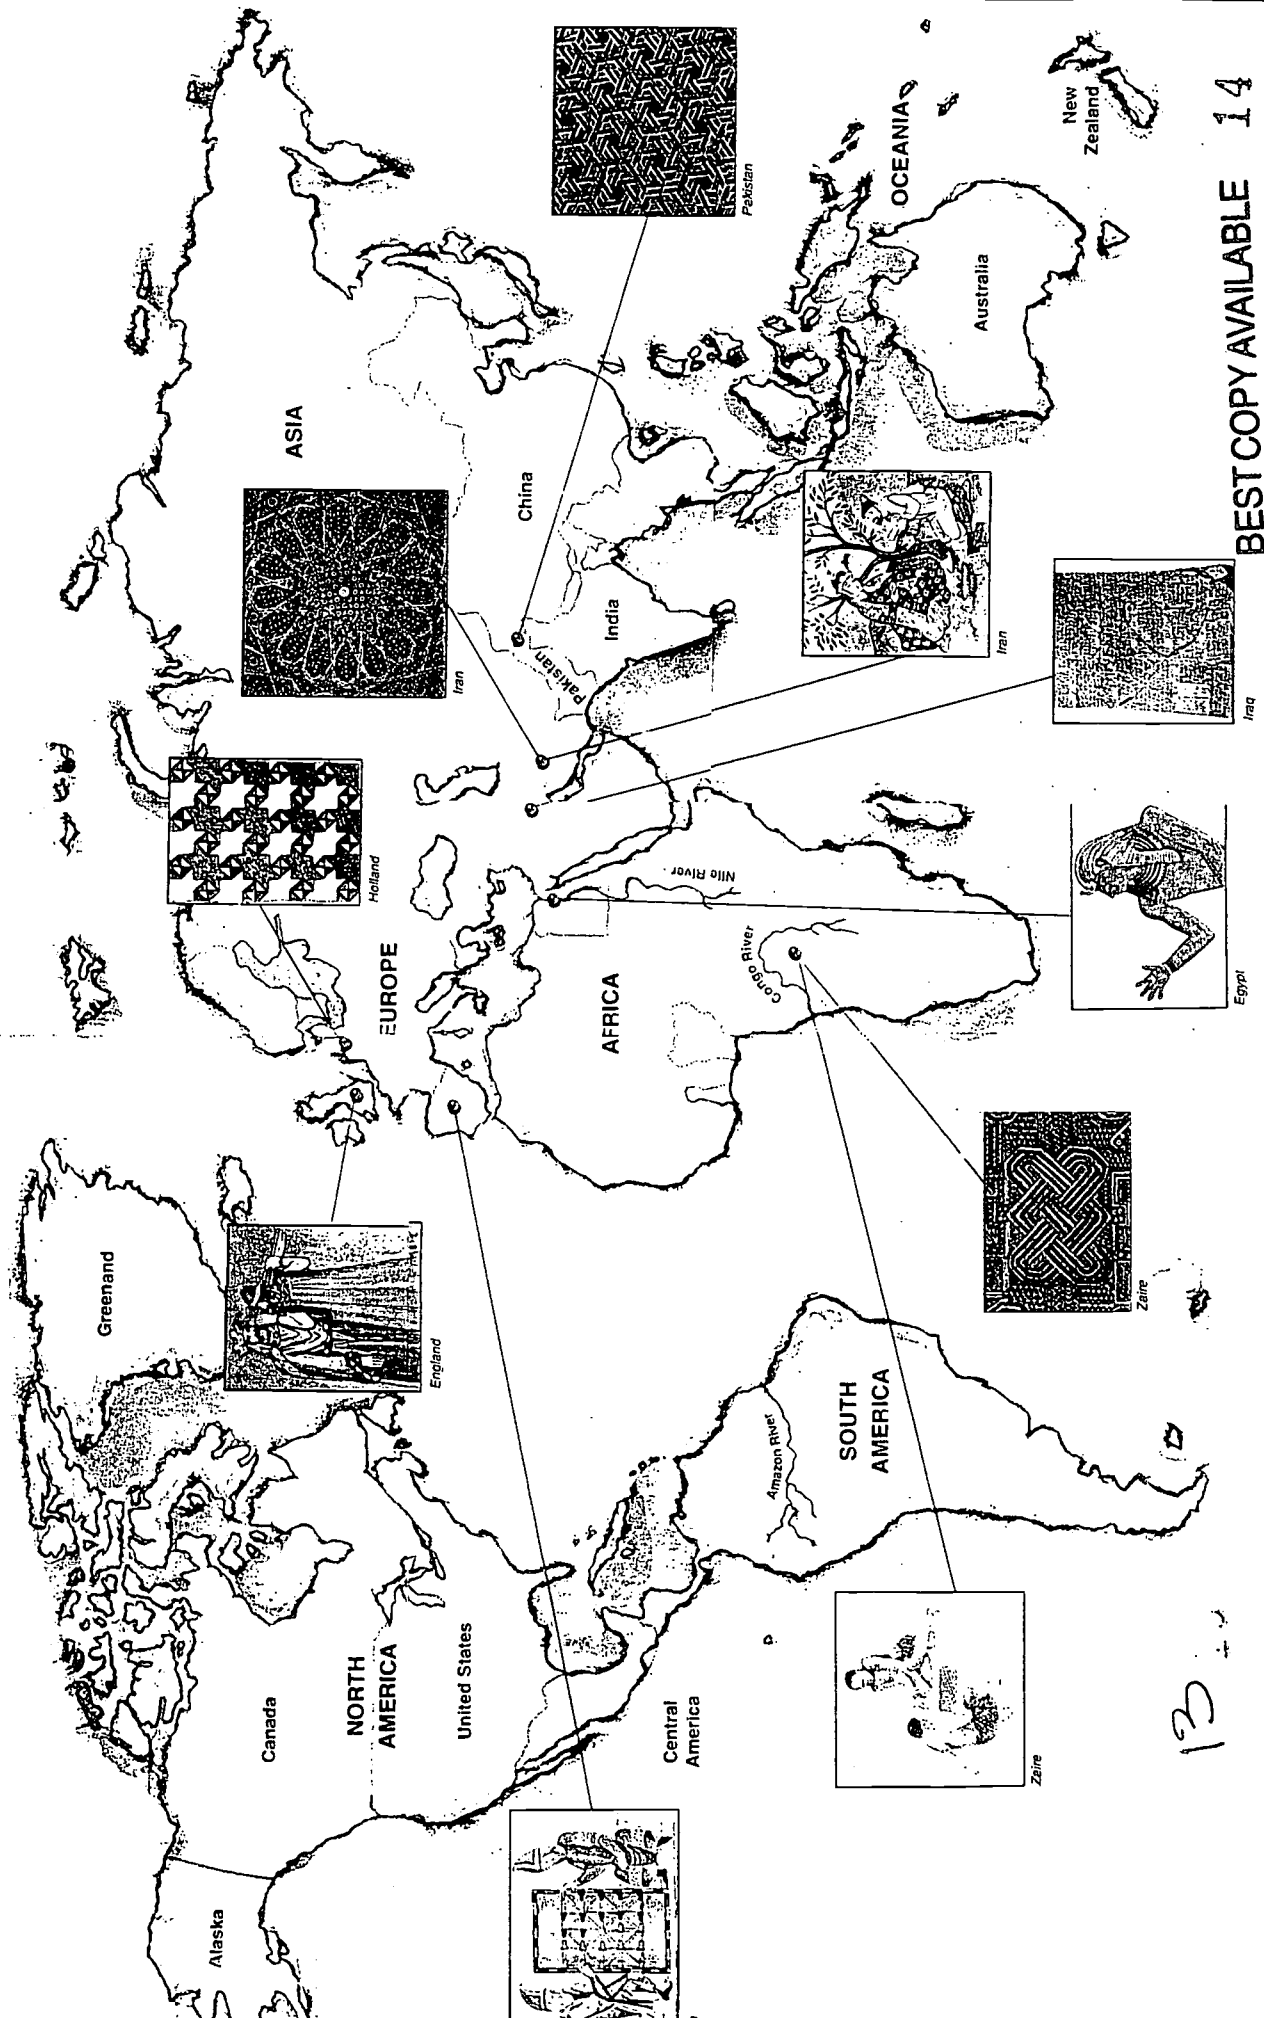 Alaska
Canada
NORTH
AMERICA
United States
Central
America
Greenand
England
SOUTH
AMERICA
Amazon River
Zaire
Zaire
EUROPE
Holland
AFRICA
Nile River
Congo River
Egypt
ASIA
China
India
Pakistan
Iran
Iran
Iraq
Pakistan
OCEANIA
Australia
New
Zealand
13
BEST COPY AVAILABLE 14